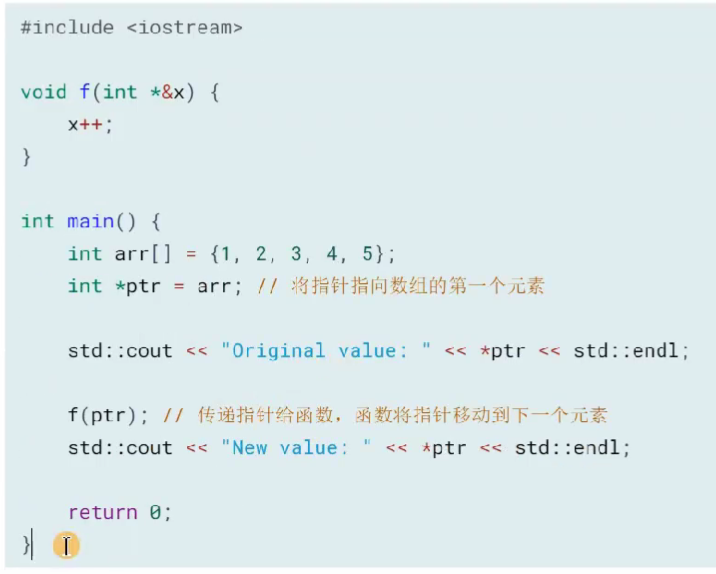 #include <iostream>
void f(int *&x) {
x++;
}
int main() {
int arr[] = {1, 2, 3, 4, 5};
int *ptr = arr; // 将指针指向数组的第一个元素
std::cout << "Original value: " << *ptr << std::endl;
f(ptr); // 传递指针给函数，函数将指针移动到下一个元素
std::cout << "New value: " << *ptr << std::endl;
return 0;
}